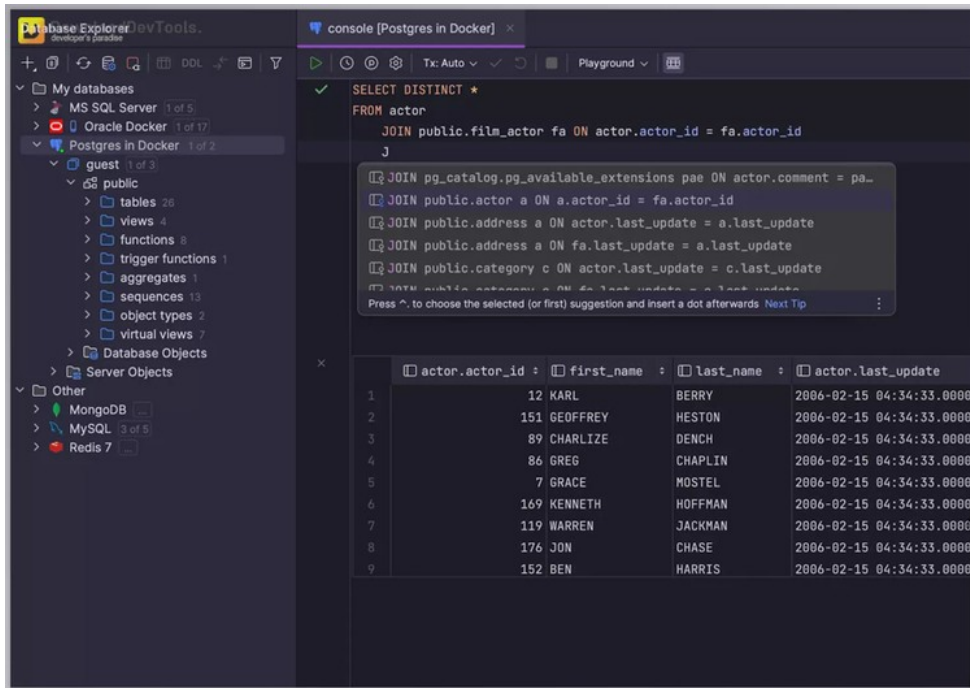 Database Explorer
DevTools.
developer's paradise
console [Postgres in Docker]
DDL
Tx: Auto
Playground
My databases
MS SQL Server 1 of 5
Oracle Docker 1 of 17
Postgres in Docker 1 of 2
guest 1 of 3
public
tables 26
views 4
functions 8
trigger functions 1
aggregates 1
sequences 13
object types 2
virtual views 7
Database Objects
Server Objects
Other
MongoDB ...
MySQL 3 of 5
Redis 7 ...
SELECT DISTINCT *
FROM actor
JOIN public.film_actor fa ON actor.actor_id = fa.actor_id
J
JOIN pg_catalog.pg_available_extensions pae ON actor.comment = pa…
JOIN public.actor a ON a.actor_id = fa.actor_id
JOIN public.address a ON actor.last_update = a.last_update
JOIN public.address a ON fa.last_update = a.last_update
JOIN public.category c ON actor.last_update = c.last_update
JOIN public.category c ON fa.last_update = c.last_update
Press ^. to choose the selected (or first) suggestion and insert a dot afterwards Next Tip
actor.actor_id first_name last_name actor.last_update
1 12 KARL BERRY 2006-02-15 04:34:33.0000
2 151 GEOFFREY HESTON 2006-02-15 04:34:33.0000
3 89 CHARLIZE DENCH 2006-02-15 04:34:33.0000
4 86 GREG CHAPLIN 2006-02-15 04:34:33.0000
5 7 GRACE MOSTEL 2006-02-15 04:34:33.0000
6 169 KENNETH HOFFMAN 2006-02-15 04:34:33.0000
7 119 WARREN JACKMAN 2006-02-15 04:34:33.0000
8 176 JON CHASE 2006-02-15 04:34:33.0000
9 152 BEN HARRIS 2006-02-15 04:34:33.0000